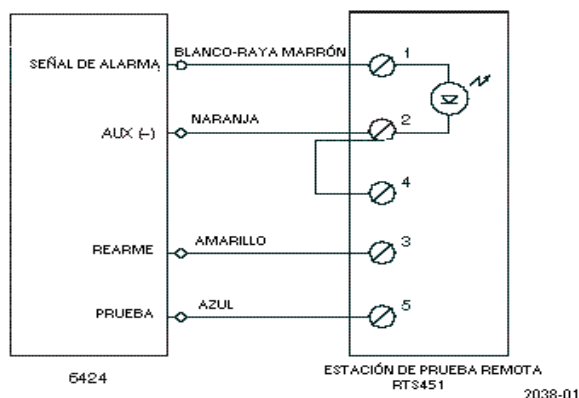 BLANCO-RAYA MARRÓN
SEÑAL DE ALARMA
1
NARANJA
AUX (-)
2
4
AMARILLO
REARME
3
AZUL
PRUEBA
5
6424
ESTACIÓN DE PRUEBA REMOTA
RTS451
2038-01